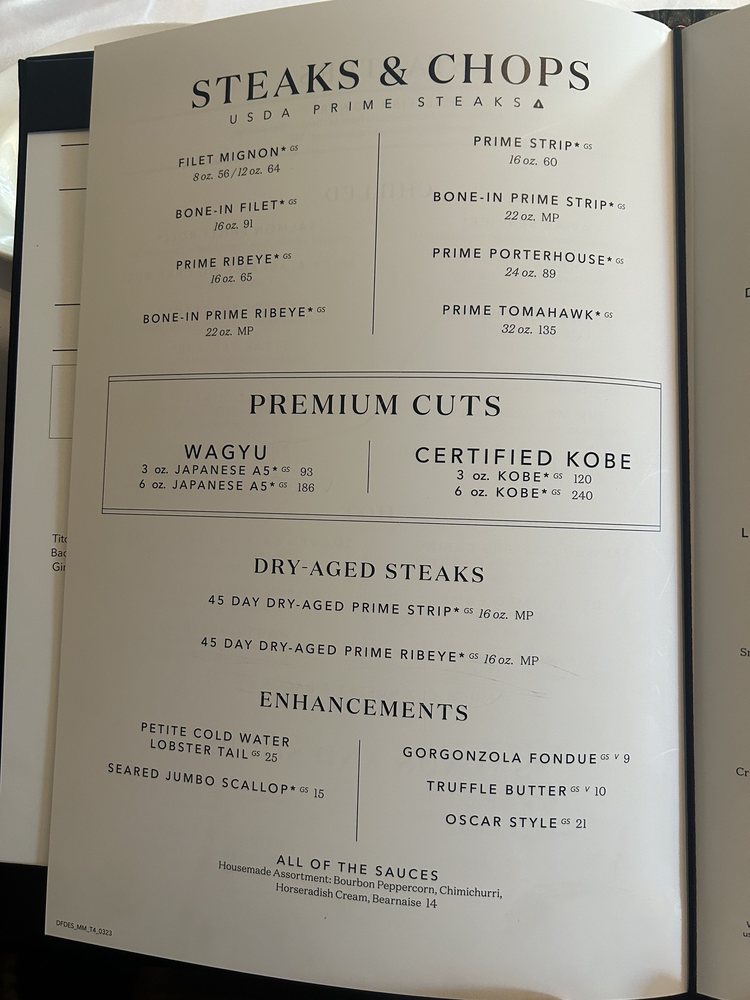 STEAKS & CHOPS
USDA PRIME STEAKS
FILET MIGNON* GS
8 oz. 56 / 12 oz. 64
BONE-IN FILET* GS
16 oz. 91
PRIME RIBEYE* GS
16 oz. 65
BONE-IN PRIME RIBEYE* GS
22 oz. MP
PRIME STRIP* GS
16 oz. 60
BONE-IN PRIME STRIP* GS
22 oz. MP
PRIME PORTERHOUSE* GS
24 oz. 89
PRIME TOMAHAWK* GS
32 oz. 135
PREMIUM CUTS
WAGYU
3 oz. JAPANESE A5* GS 93
6 oz. JAPANESE A5* GS 186
CERTIFIED KOBE
3 oz. KOBE* GS 120
6 oz. KOBE* GS 240
DRY-AGED STEAKS
45 DAY DRY-AGED PRIME STRIP* GS 16 oz. MP
45 DAY DRY-AGED PRIME RIBEYE* GS 16 oz. MP
ENHANCEMENTS
PETITE COLD WATER
LOBSTER TAIL GS 25
SEARED JUMBO SCALLOP* GS 15
GORGONZOLA FONDUE GS V 9
TRUFFLE BUTTER GS V 10
OSCAR STYLE GS 21
ALL OF THE SAUCES
Housemade Assortment: Bourbon Peppercorn, Chimichurri,
Horseradish Cream, Bearnaise 14
DFDES_MM_T4_0323